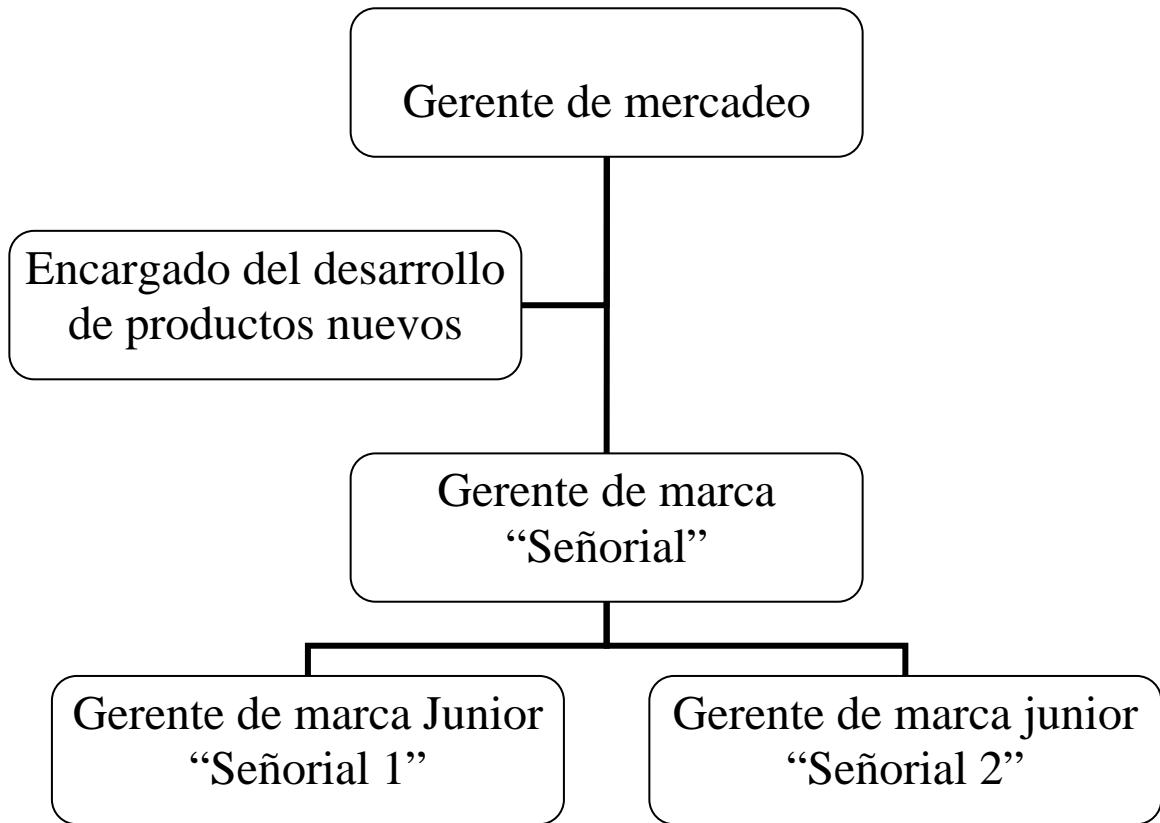 Gerente de mercadeo
Encargado del desarrollo
de productos nuevos
Gerente de marca
“Señorial”
Gerente de marca Junior
“Señorial 1”
Gerente de marca junior
“Señorial 2”